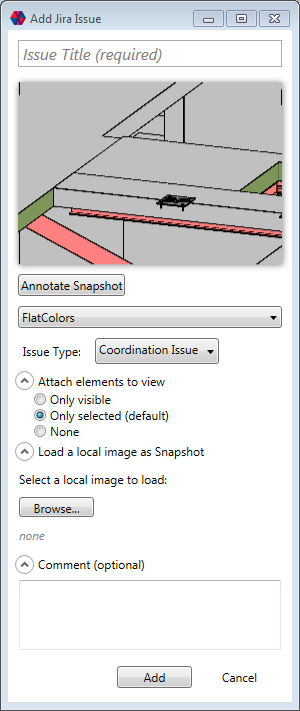 Add Jira Issue
Issue Title (required)
Annotate Snapshot
FlatColors
Issue Type: Coordination Issue
Attach elements to view
Only visible
Only selected (default)
None
Load a local image as Snapshot
Select a local image to load:
Browse...
none
Comment (optional)
Add Cancel